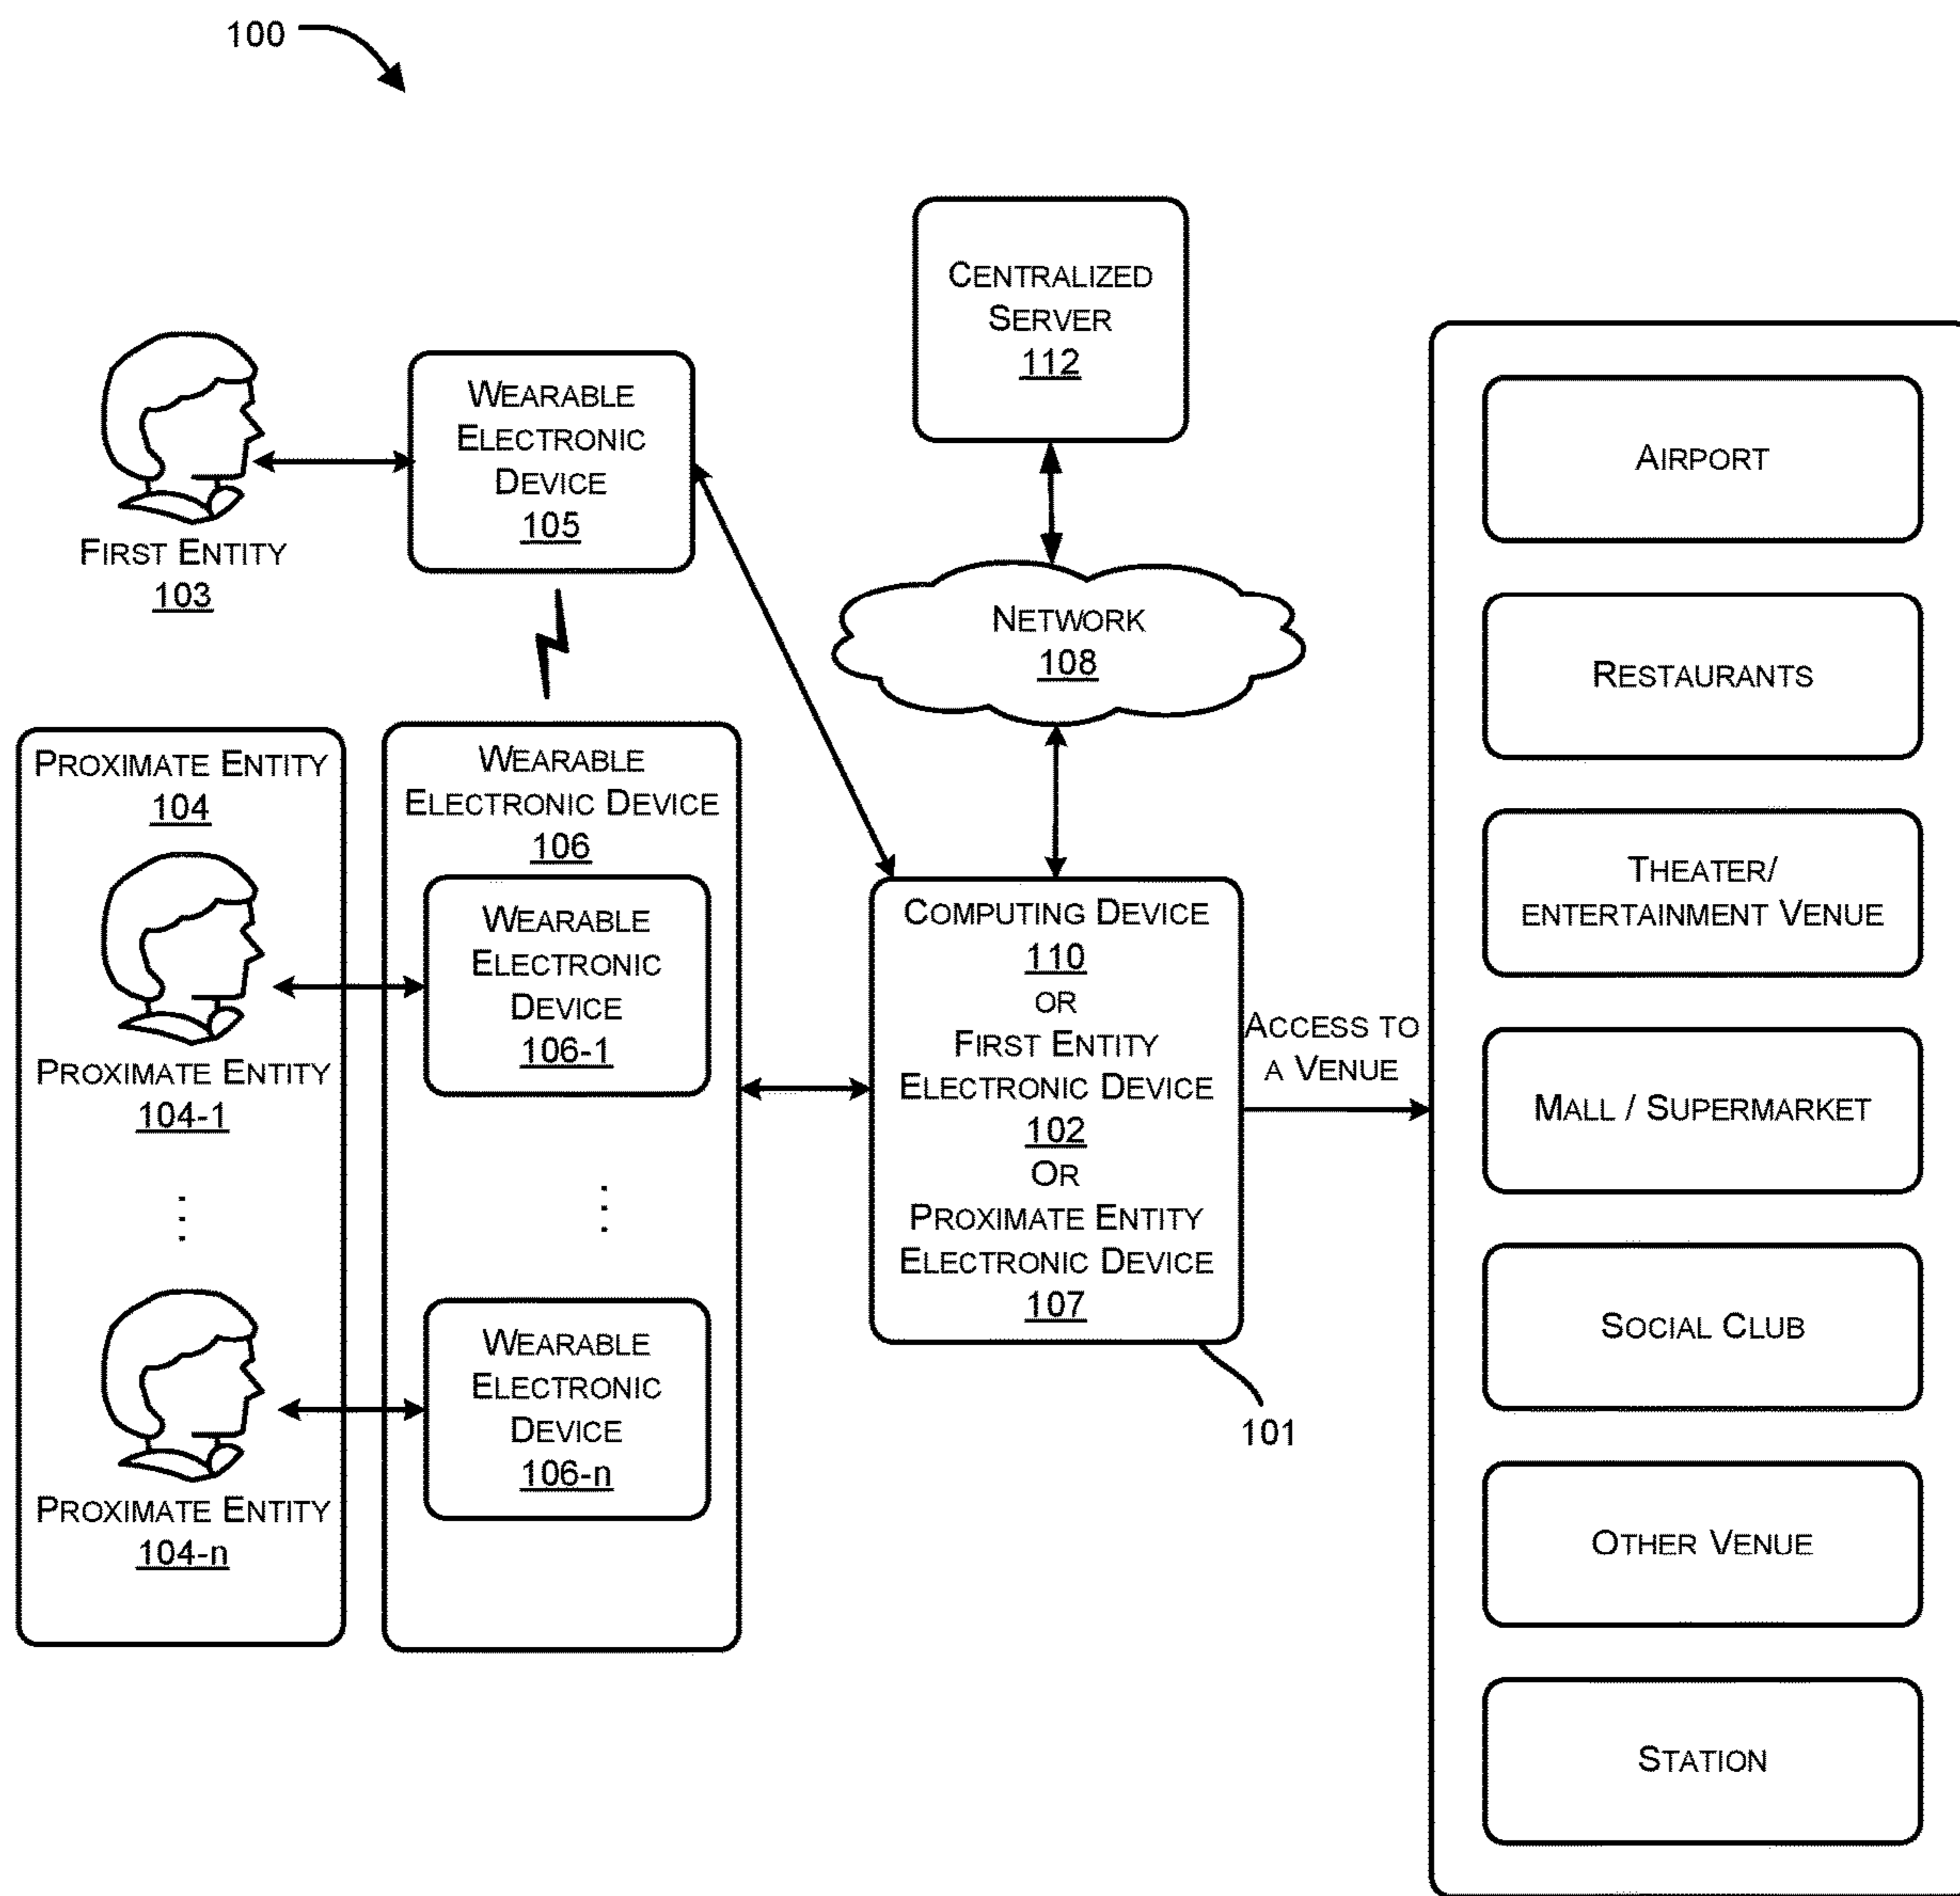 100
CENTRALIZED
SERVER
112
WEARABLE
ELECTRONIC
DEVICE
105
FIRST ENTITY
103
NETWORK
108
PROXIMATE ENTITY
104
PROXIMATE ENTITY
104-1
⋮
PROXIMATE ENTITY
104-n
WEARABLE
ELECTRONIC DEVICE
106
WEARABLE
ELECTRONIC
DEVICE
106-1
⋮
WEARABLE
ELECTRONIC
DEVICE
106-n
COMPUTING DEVICE
110
OR
FIRST ENTITY
ELECTRONIC DEVICE
102
OR
PROXIMATE ENTITY
ELECTRONIC DEVICE
107
101
ACCESS TO
A VENUE
AIRPORT
RESTAURANTS
THEATER/
ENTERTAINMENT VENUE
MALL / SUPERMARKET
SOCIAL CLUB
OTHER VENUE
STATION